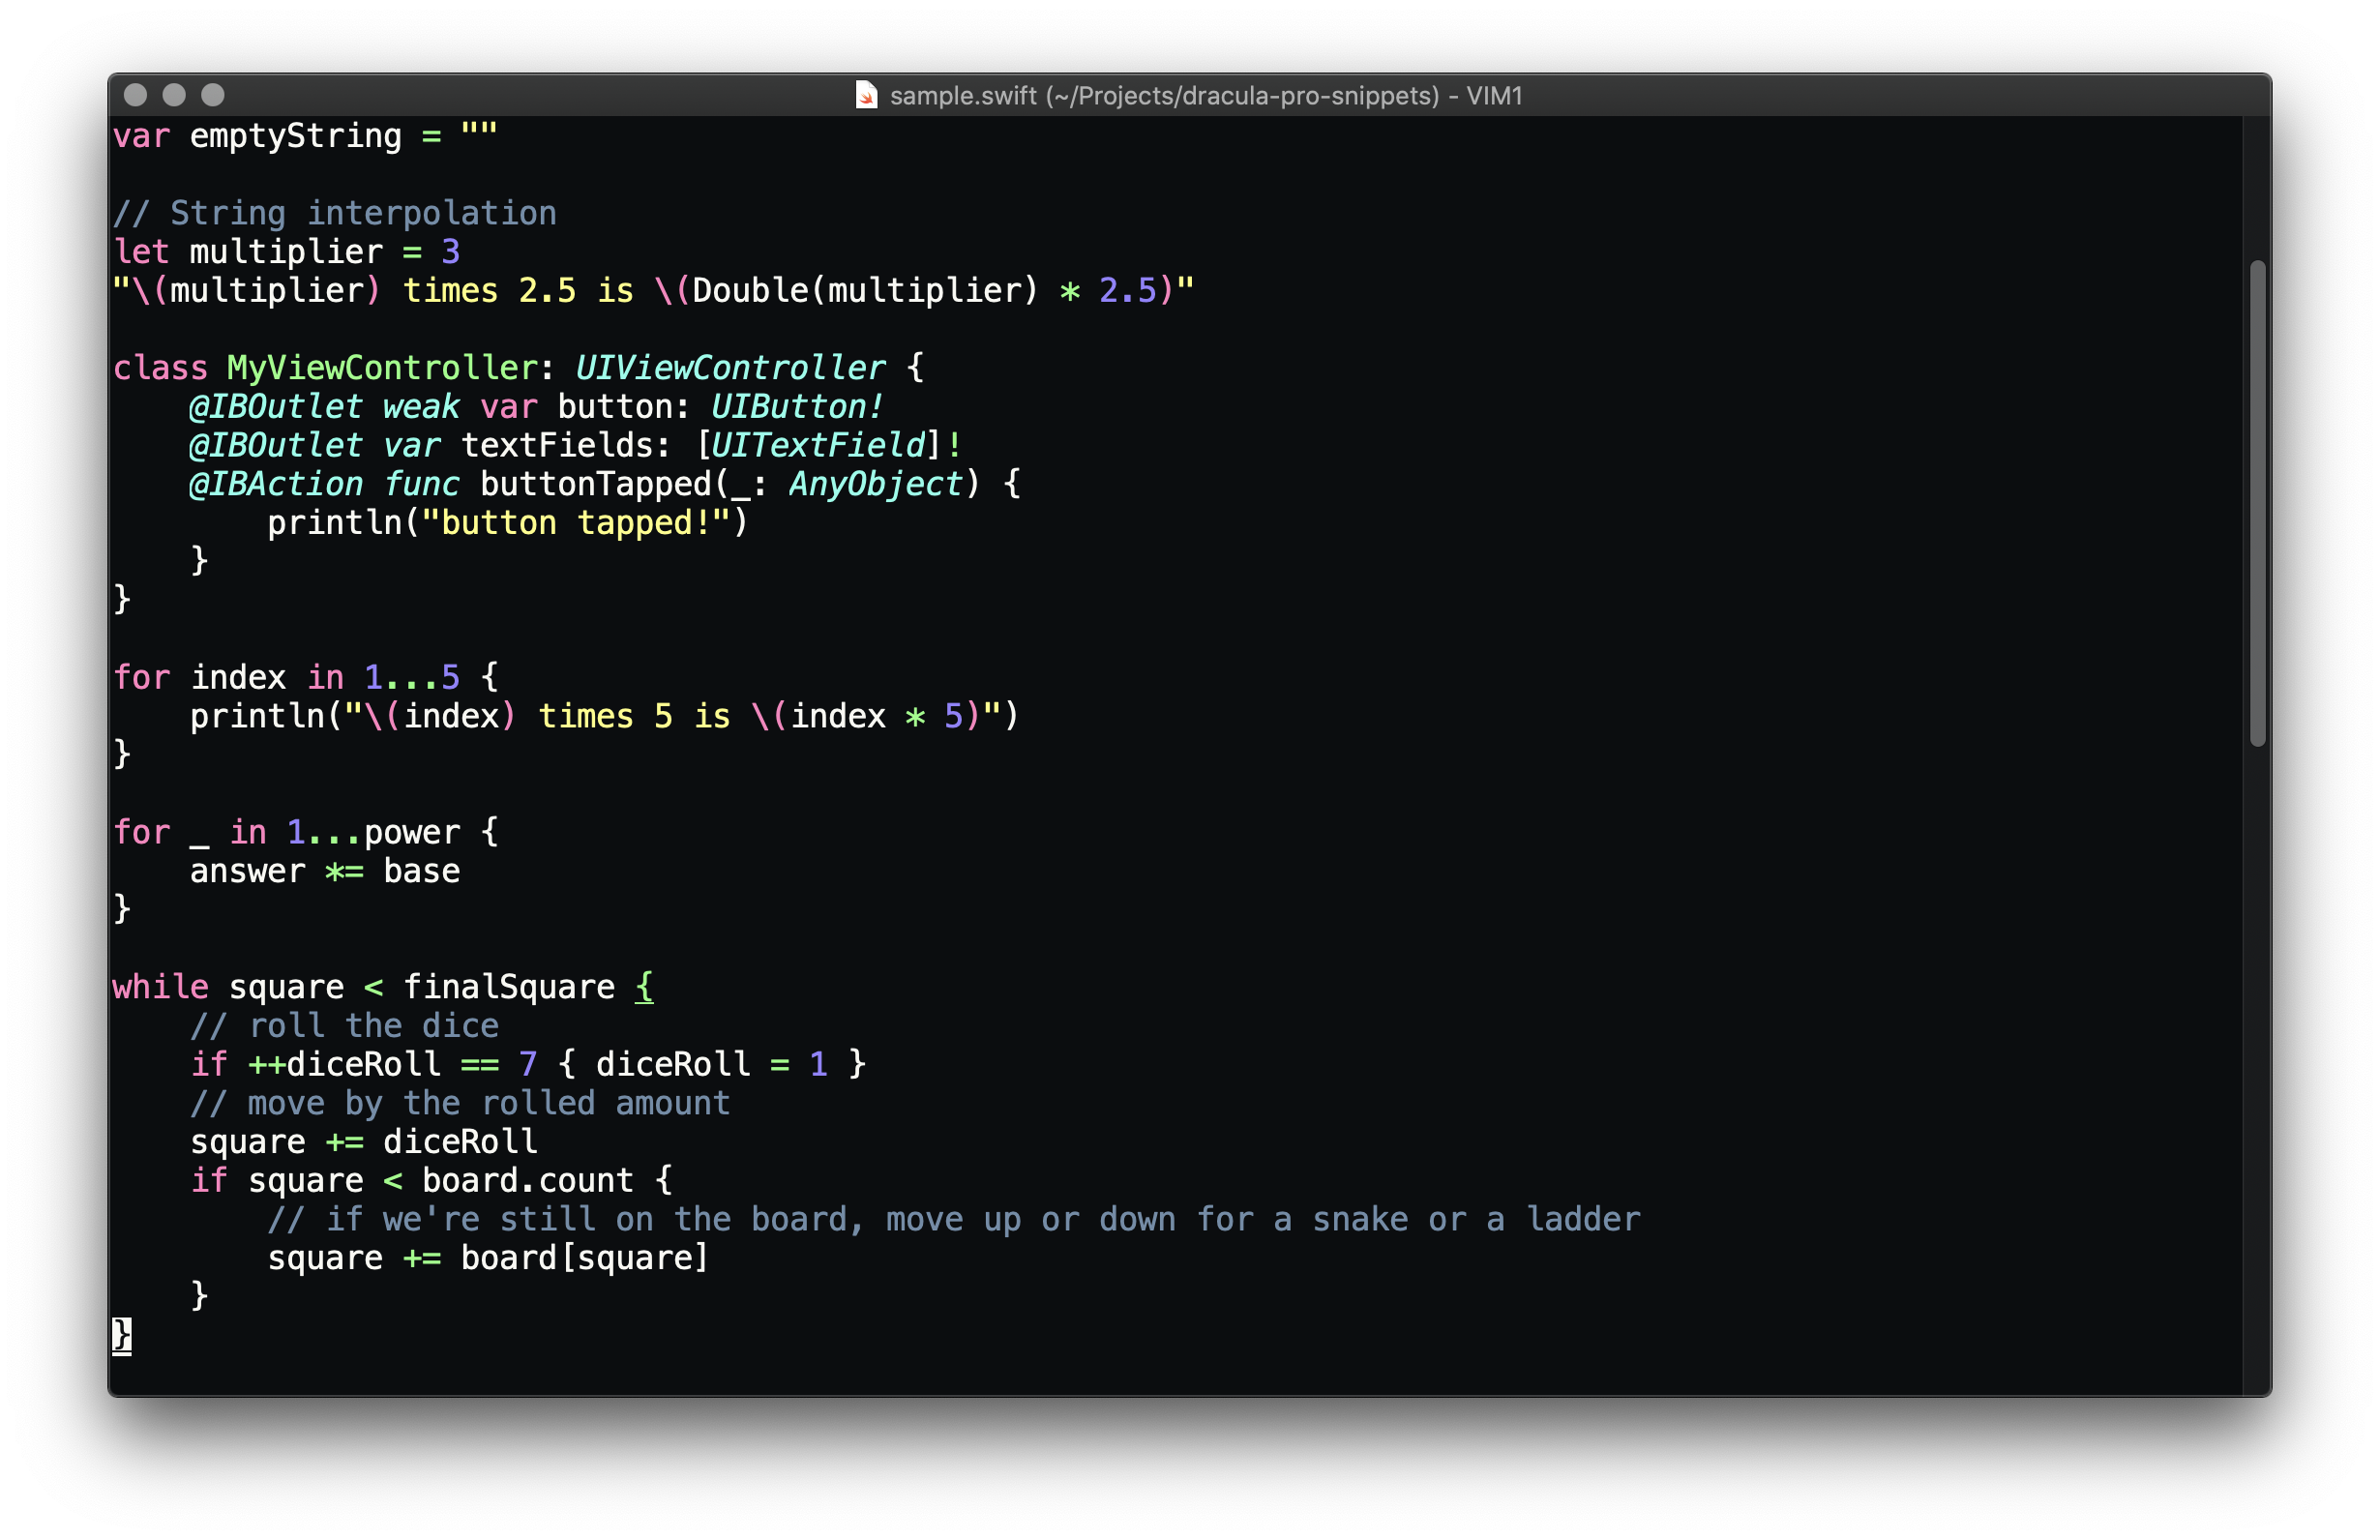 sample.swift (~/Projects/dracula-pro-snippets) - VIM1
var emptyString = ""

// String interpolation
let multiplier = 3
"\(multiplier) times 2.5 is \(Double(multiplier) * 2.5)"

class MyViewController: UIViewController {
    @IBOutlet weak var button: UIButton!
    @IBOutlet var textFields: [UITextField]!
    @IBAction func buttonTapped(_: AnyObject) {
        println("button tapped!")
    }
}

for index in 1...5 {
    println("\(index) times 5 is \(index * 5)")
}

for _ in 1...power {
    answer *= base
}

while square < finalSquare {
    // roll the dice
    if ++diceRoll == 7 { diceRoll = 1 }
    // move by the rolled amount
    square += diceRoll
    if square < board.count {
        // if we're still on the board, move up or down for a snake or a ladder
        square += board[square]
    }
}